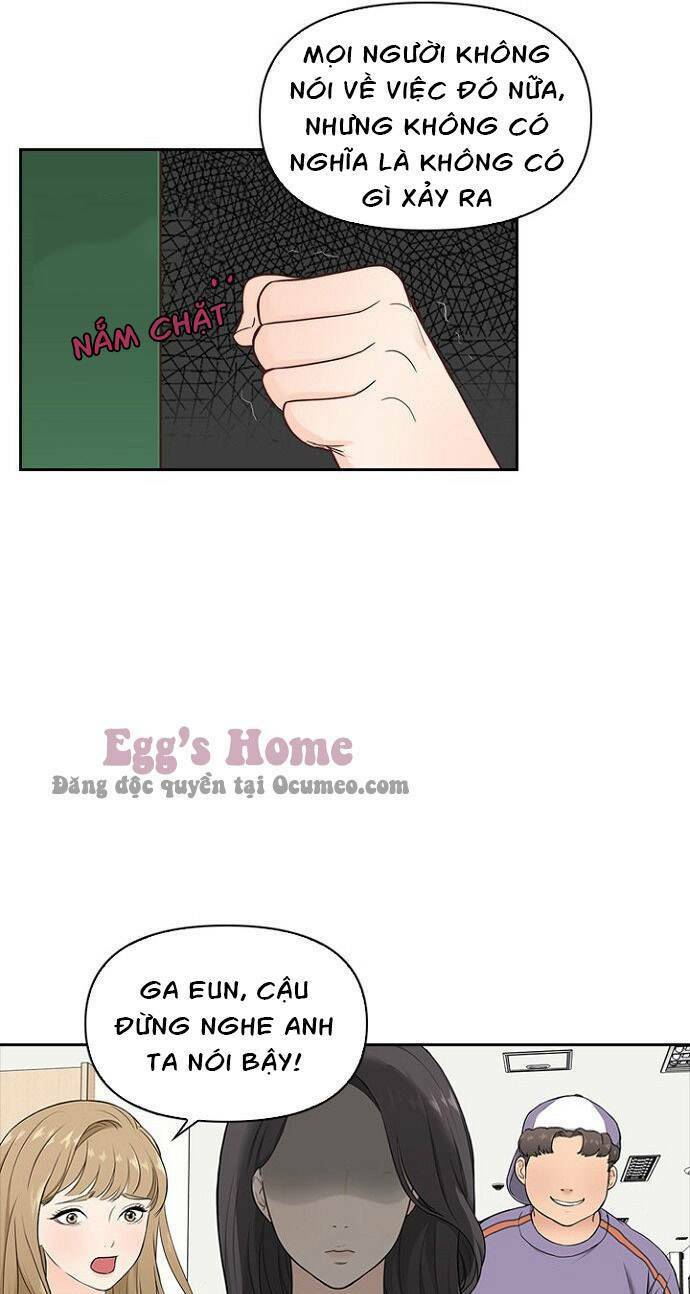 MỌI NGƯỜI KHÔNG
NÓI VỀ VIỆC ĐÓ NỮA,
NHƯNG KHÔNG CÓ
NGHĨA LÀ KHÔNG CÓ
GÌ XẢY RA
NẮM CHẶT
Egg's Home
Đăng độc quyền tại Ocumeo.com
GA EUN, CẬU
ĐỪNG NGHE ANH
TA NÓI BẬY!